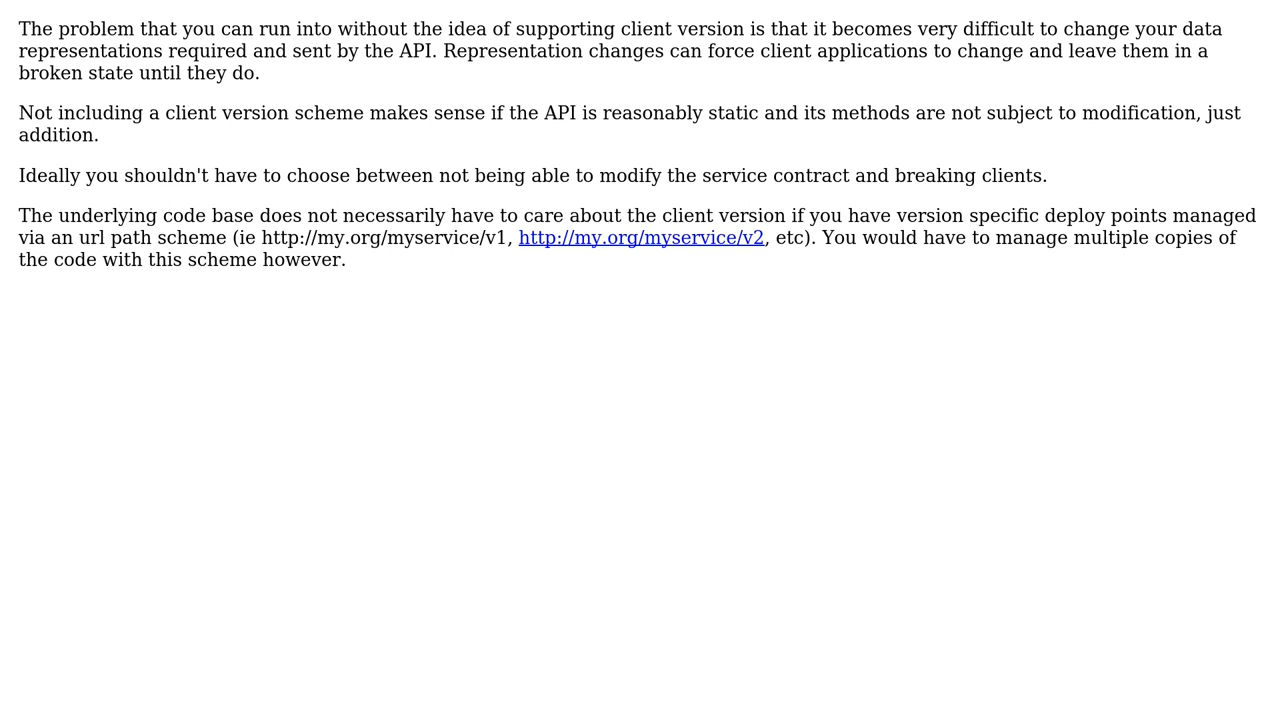 The problem that you can run into without the idea of supporting client version is that it becomes very difficult to change your data
representations required and sent by the API. Representation changes can force client applications to change and leave them in a
broken state until they do.
Not including a client version scheme makes sense if the API is reasonably static and its methods are not subject to modification, just
addition.
Ideally you shouldn't have to choose between not being able to modify the service contract and breaking clients.
The underlying code base does not necessarily have to care about the client version if you have version specific deploy points managed
via an url path scheme (ie http://my.org/myservice/v1, http://my.org/myservice/v2, etc). You would have to manage multiple copies of
the code with this scheme however.